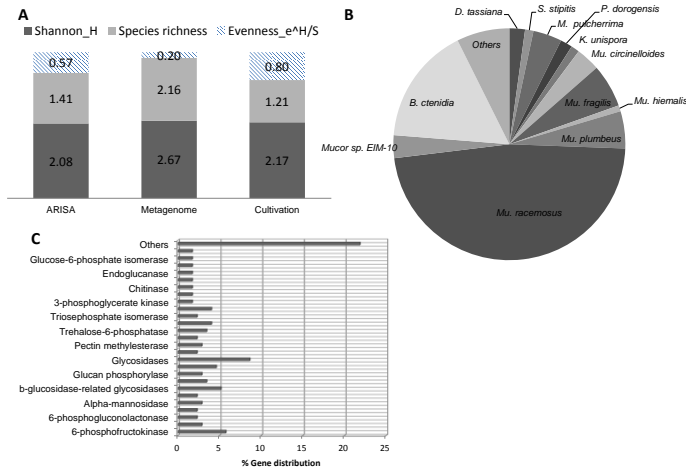 A
Shannon_H Species richness Evenness_e^H/S
0.57 0.20 0.80
1.41 2.16 1.21
2.08 2.67 2.17
ARISA Metagenome Cultivation
B
D. tassiana
S. stipitis
P. dorogensis
M. pulcherrima
K. unispora
Mu. circinelloides
Mu. fragilis
Mu. hiemalis
Mu. plumbeus
Mu. racemosus
Mucor sp. EIM-10
B. ctenidia
Others
C
Others
Glucose-6-phosphate isomerase
Endoglucanase
Chitinase
3-phosphoglycerate kinase
Triosephosphate isomerase
Trehalose-6-phosphatase
Pectin methylesterase
Glycosidases
Glucan phosphorylase
b-glucosidase-related glycosidases
Alpha-mannosidase
6-phosphogluconolactonase
6-phosphofructokinase
0 5 10 15 20 25
% Gene distribution